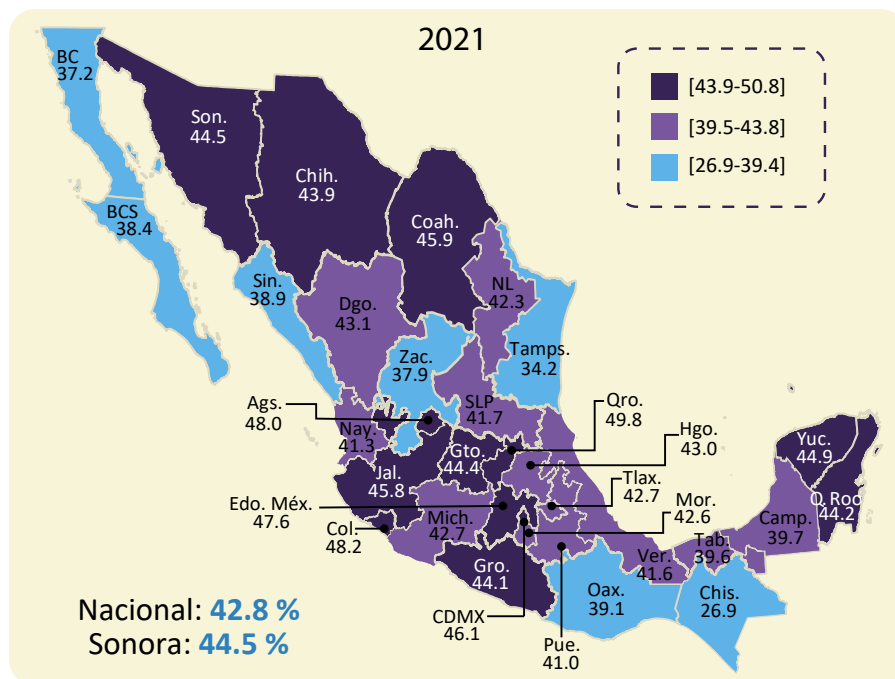 2021
[43.9-50.8]
[39.5-43.8]
[26.9-39.4]
BC
37.2
Son.
44.5
Chih.
43.9
BCS
38.4
Coah.
45.9
Sin.
38.9
NL
42.3
Dgo.
43.1
Tamps.
34.2
Zac.
37.9
Ags.
48.0
SLP
41.7
Qro.
49.8
Nay.
41.3
Hgo.
43.0
Gto.
44.4
Yuc.
44.9
Jal.
45.8
Tlax.
42.7
Q.Roo
44.2
Edo. Méx.
47.6
Mor.
42.6
Camp.
39.7
Col.
48.2
Mich.
42.7
Tab.
39.6
Ver.
41.6
Gro.
44.1
Oax.
39.1
Chis.
26.9
CDMX
46.1
Pue.
41.0
Nacional: 42.8 %
Sonora: 44.5 %